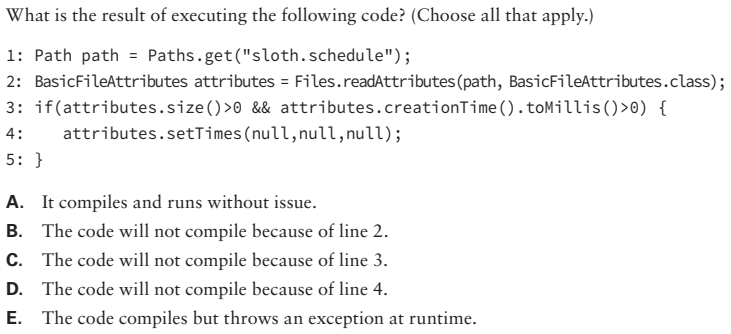 What is the result of executing the following code? (Choose all that apply.)
1: Path path = Paths.get("sloth.schedule");
2: BasicFileAttributes attributes = Files.readAttributes(path, BasicFileAttributes.class);
3: if(attributes.size()>0 && attributes.creationTime().toMillis()>0) {
4:    attributes.setTimes(null,null,null);
5: }
A. It compiles and runs without issue.
B. The code will not compile because of line 2.
C. The code will not compile because of line 3.
D. The code will not compile because of line 4.
E. The code compiles but throws an exception at runtime.